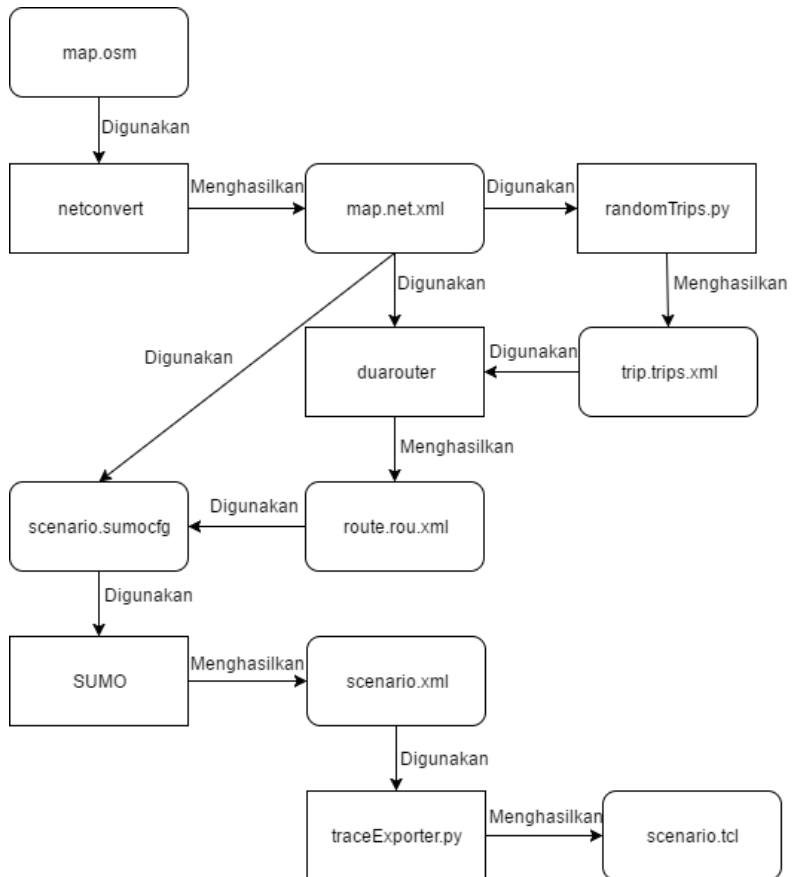 map.osm
Digunakan
netconvert
Menghasilkan
map.net.xml
Digunakan
randomTrips.py
Digunakan
Menghasilkan
Digunakan
duarouter
Digunakan
trip.trips.xml
Menghasilkan
scenario.sumocfg
Digunakan
route.rou.xml
Digunakan
SUMO
Menghasilkan
scenario.xml
Digunakan
traceExporter.py
Menghasilkan
scenario.tcl